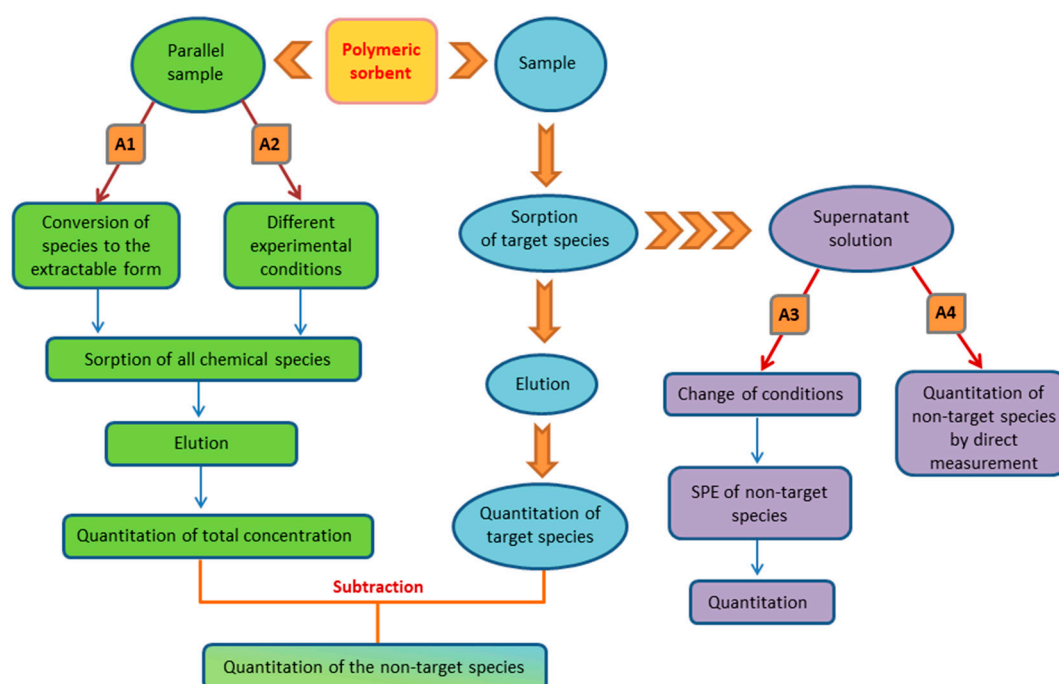 Parallel
sample
Polymeric
sorbent
Sample
A1
A2
Conversion of
species to the
extractable form
Different
experimental
conditions
Sorption
of target species
Supernatant
solution
A3
A4
Sorption of all chemical species
Elution
Change of conditions
Quantitation of
non-target species
by direct
measurement
Elution
SPE of non-target
species
Quantitation of total concentration
Quantitation of
target species
Subtraction
Quantitation
Quantitation of the non-target species